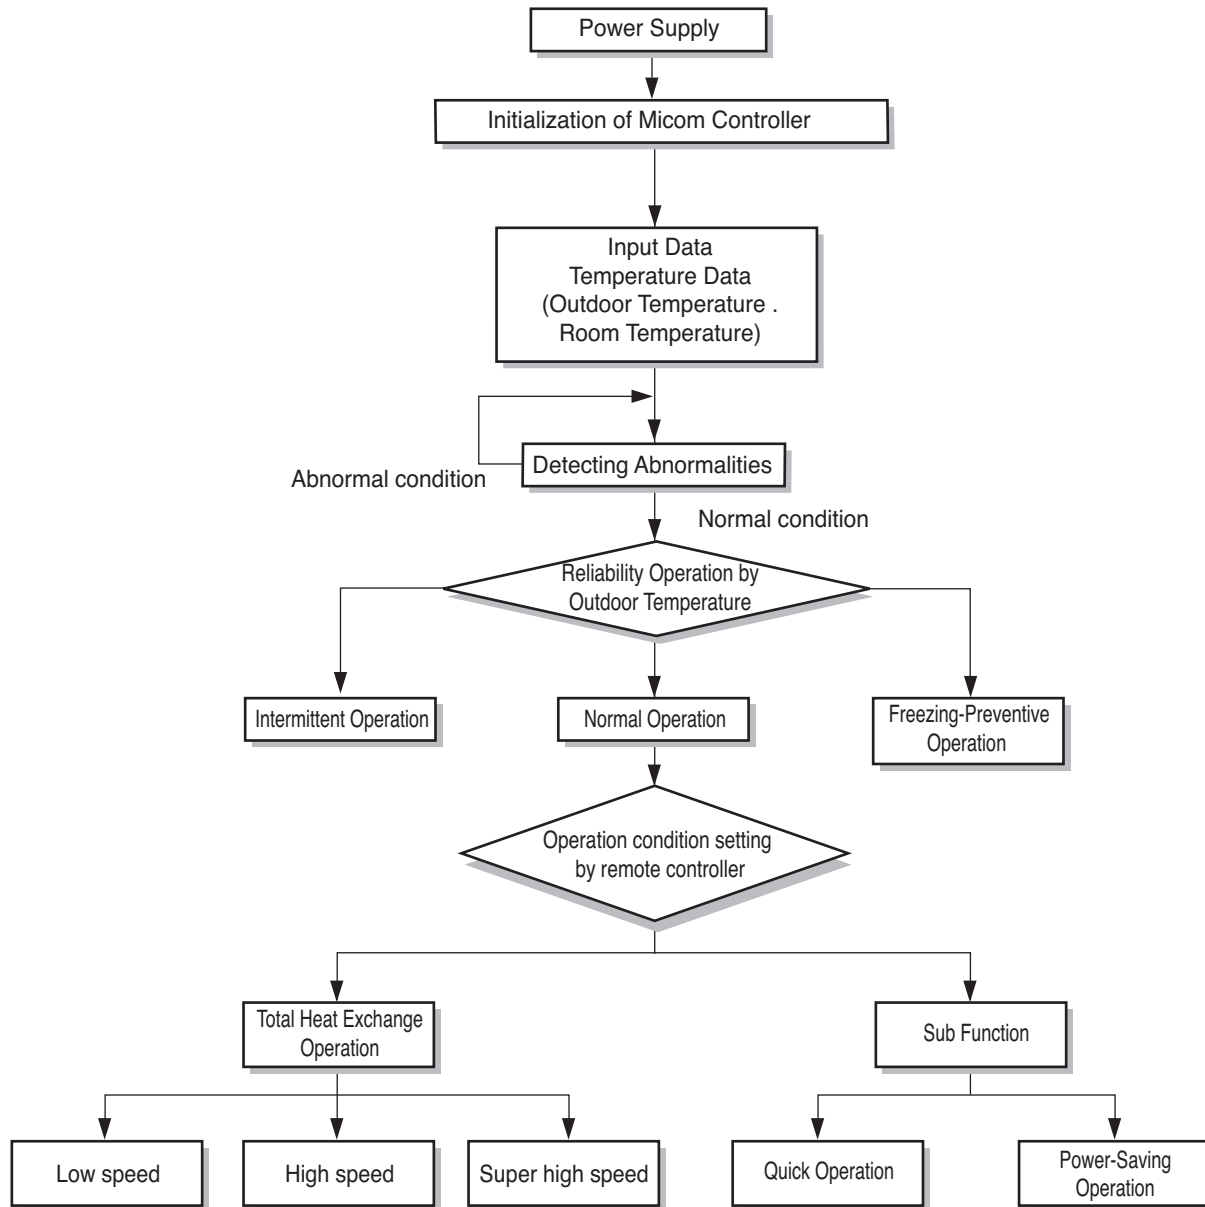 Power Supply
Initialization of Micom Controller
Input Data
Temperature Data
(Outdoor Temperature .
Room Temperature)
Detecting Abnormalities
Abnormal condition
Normal condition
Reliability Operation by
Outdoor Temperature
Intermittent Operation
Normal Operation
Freezing-Preventive
Operation
Operation condition setting
by remote controller
Total Heat Exchange
Operation
Sub Function
Low speed
High speed
Super high speed
Quick Operation
Power-Saving
Operation